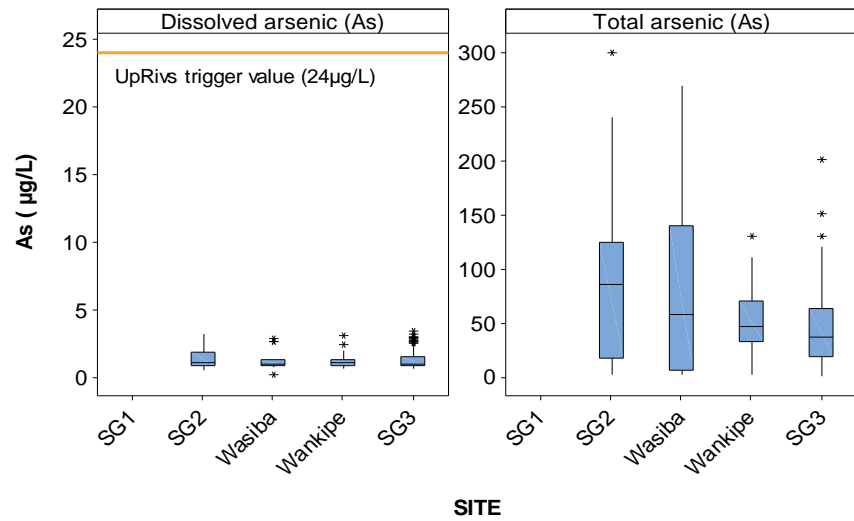 Dissolved arsenic (As)
Total arsenic (As)
25
20
15
10
5
0
UpRivs trigger value (24µg/L)
300
250
200
150
100
50
0
As ( µg/L)
SG1
SG2
Wasiba
Wankipe
SG3
SG1
SG2
Wasiba
Wankipe
SG3
SITE